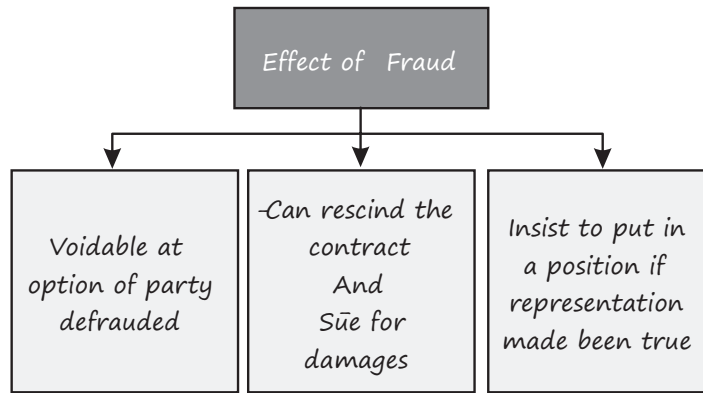 Effect of Fraud
Voidable at
option of party
defrauded
-Can rescind the
contract
And
Sūe for
damages
Insist to put in
a position if
representation
made been true